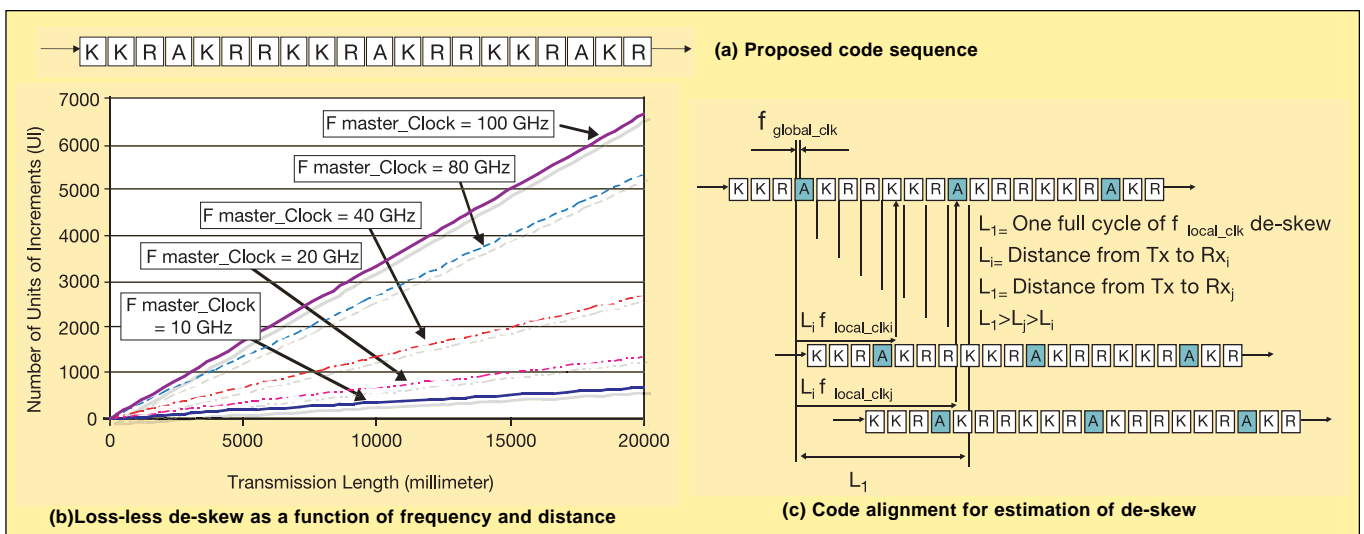 K K R A K R R K K R A K R R K K R A K R
(a) Proposed code sequence
7000
6000
5000
4000
3000
2000
1000
0
Number of Units of Increments (UI)
F master_Clock = 100 GHz
F master_Clock = 80 GHz
F master_Clock = 40 GHz
F master_Clock = 20 GHz
F master_Clock
= 10 GHz
0 5000 10000 15000 20000
Transmission Length (millimeter)
(b)Loss-less de-skew as a function of frequency and distance
f global_clk
K K R A K R R K K R A K R R K K R A K R
L1= One full cycle of f local_clk de-skew
Li= Distance from Tx to Rxi
L1= Distance from Tx to Rxj
L1>Lj>Li
Li f local_clki
K K R A K R R K K R A K R R K K R A K R
Li f local_clkj
K K R A K R R K K R A K R R K K R A K R
L1
(c) Code alignment for estimation of de-skew